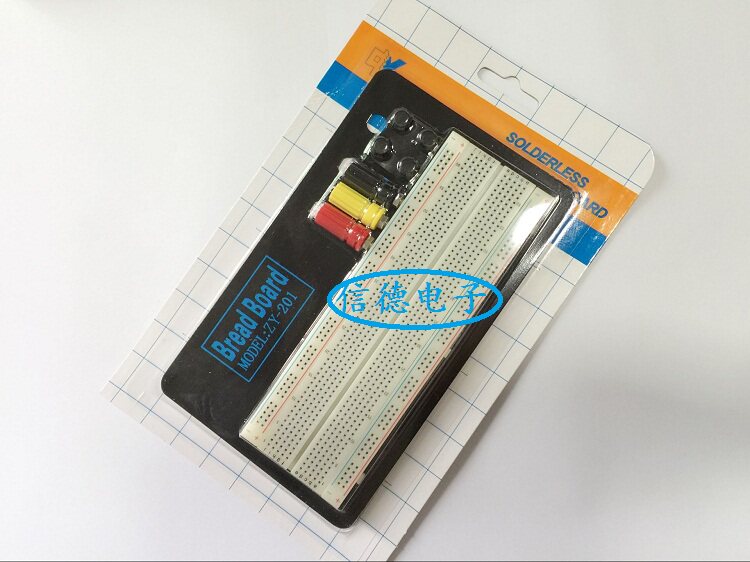 SOLDERLESS
BOARD
信德电子
Bread Board
MODEL:ZY-201